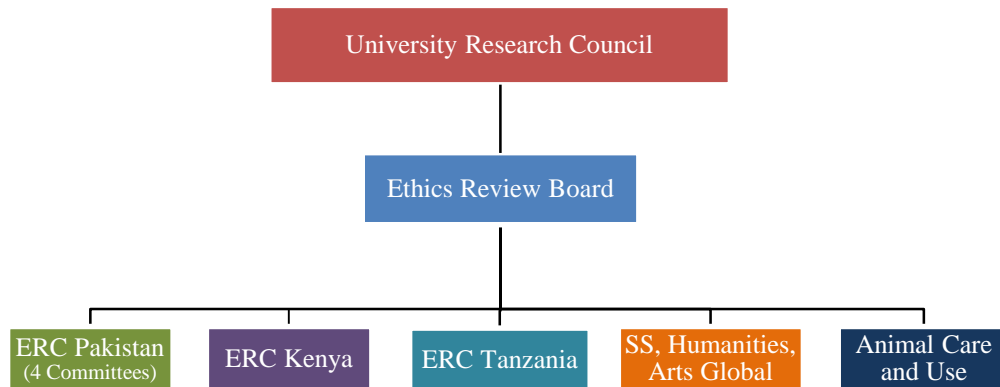 University Research Council
Ethics Review Board
ERC Pakistan
(4 Committees)
ERC Kenya
ERC Tanzania
SS, Humanities,
Arts Global
Animal Care
and Use